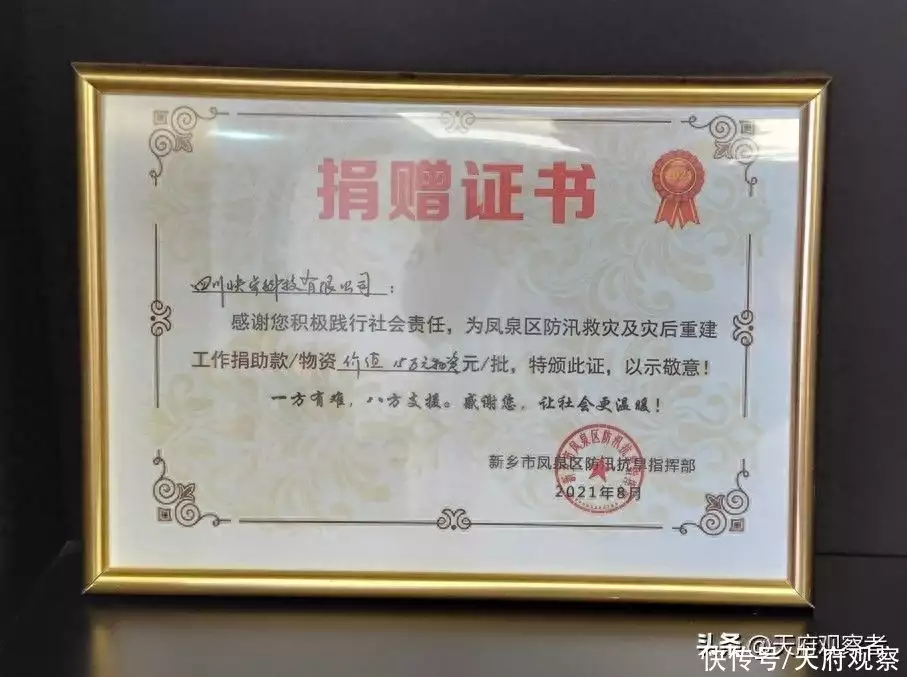 捐赠证书
2021
四川快安科技有限公司：
感谢您积极践行社会责任，为凤泉区防汛救灾及灾后重建
工作捐助款/物资价值15万元物资元/批，特颁此证，以示敬意！
一方有难，八方支援。感谢您，让社会更温暖！
新乡市凤泉区防汛抗旱指挥部
2021年8月
头条@天府观察者
快传号/天府观察